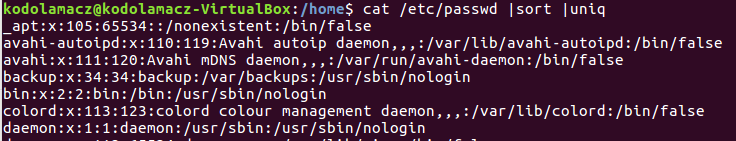 kodolamacz@kodolamacz-VirtualBox:/home$ cat /etc/passwd |sort |uniq
_apt:x:105:65534::/nonexistent:/bin/false
avahi-autoipd:x:110:119:Avahi autoip daemon,,,:/var/lib/avahi-autoipd:/bin/false
avahi:x:111:120:Avahi mDNS daemon,,,:/var/run/avahi-daemon:/bin/false
backup:x:34:34:backup:/var/backups:/usr/sbin/nologin
bin:x:2:2:bin:/bin:/usr/sbin/nologin
colord:x:113:123:colord colour management daemon,,,:/var/lib/colord:/bin/false
daemon:x:1:1:daemon:/usr/sbin:/usr/sbin/nologin